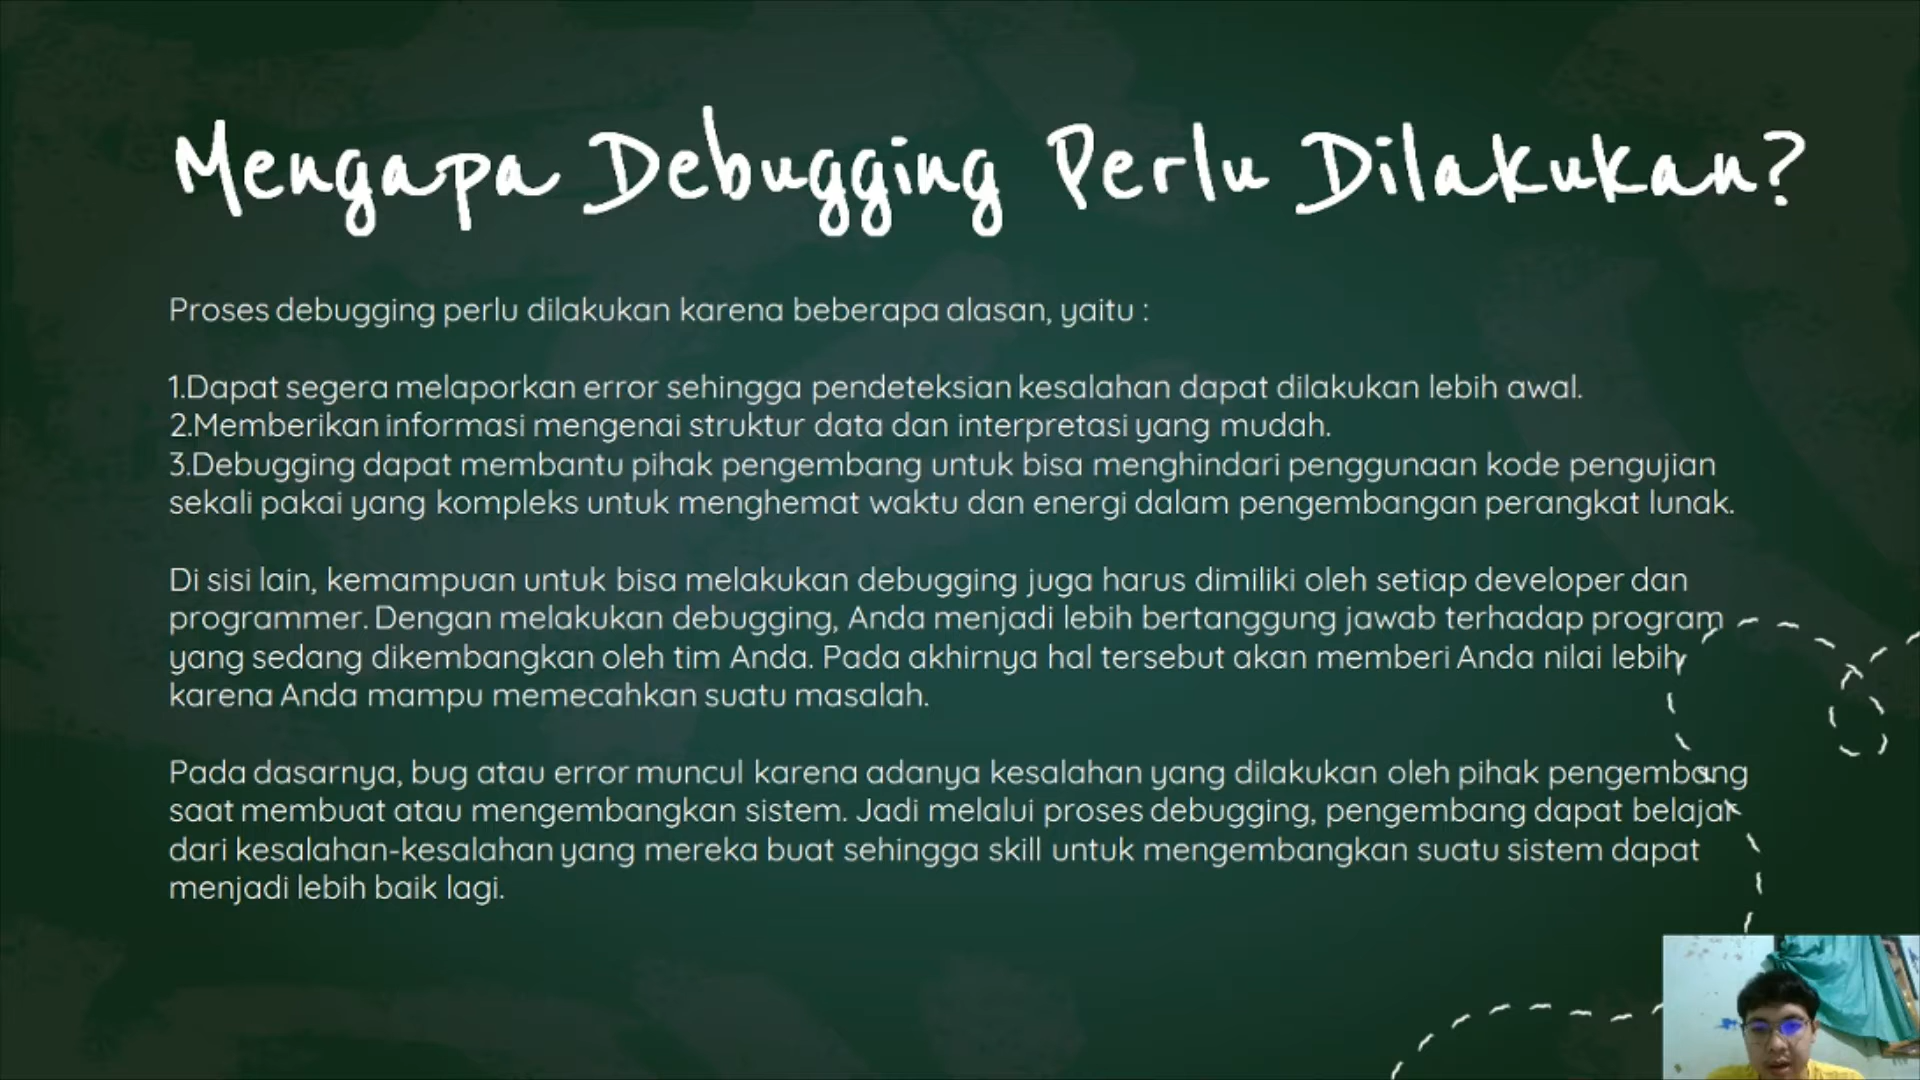 Mengapa Debugging Perlu Dilakukan?
Proses debugging perlu dilakukan karena beberapa alasan, yaitu :
1.Dapat segera melaporkan error sehingga pendeteksian kesalahan dapat dilakukan lebih awal.
2.Memberikan informasi mengenai struktur data dan interpretasi yang mudah.
3.Debugging dapat membantu pihak pengembang untuk bisa menghindari penggunaan kode pengujian
sekali pakai yang kompleks untuk menghemat waktu dan energi dalam pengembangan perangkat lunak.
Di sisi lain, kemampuan untuk bisa melakukan debugging juga harus dimiliki oleh setiap developer dan
programmer. Dengan melakukan debugging, Anda menjadi lebih bertanggung jawab terhadap program
yang sedang dikembangkan oleh tim Anda. Pada akhirnya hal tersebut akan memberi Anda nilai lebih
karena Anda mampu memecahkan suatu masalah.
Pada dasarnya, bug atau error muncul karena adanya kesalahan yang dilakukan oleh pihak pengembang
saat membuat atau mengembangkan sistem. Jadi melalui proses debugging, pengembang dapat belajar
dari kesalahan-kesalahan yang mereka buat sehingga skill untuk mengembangkan suatu sistem dapat
menjadi lebih baik lagi.